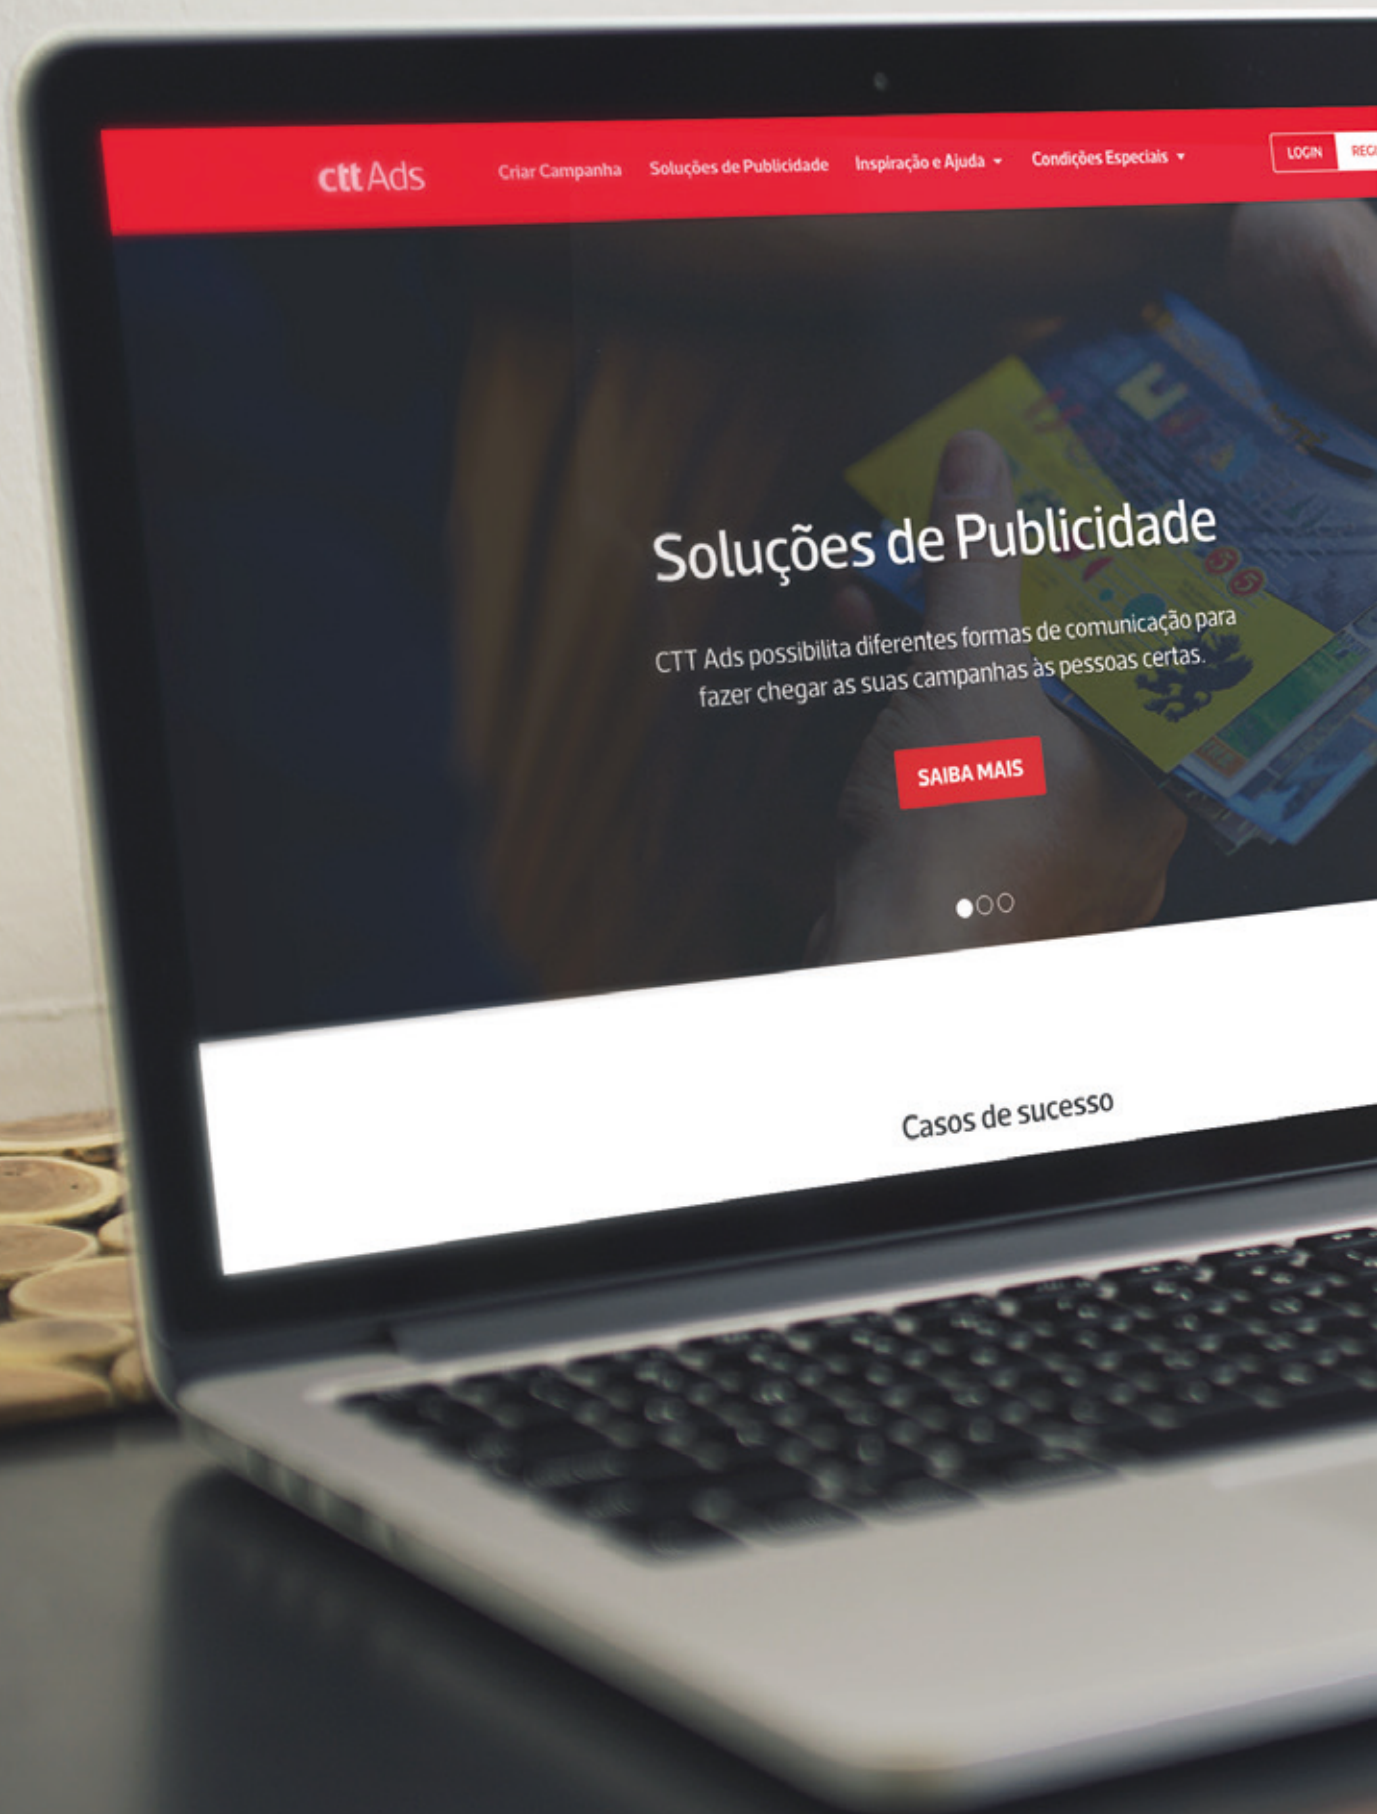 ctt Ads
Criar Campanha
Soluções de Publicidade
Inspiração e Ajuda
Condições Especiais
LOGIN
Soluções de Publicidade
CTT Ads possibilita diferentes formas de comunicação para
fazer chegar as suas campanhas às pessoas certas.
SAIBA MAIS
Casos de sucesso